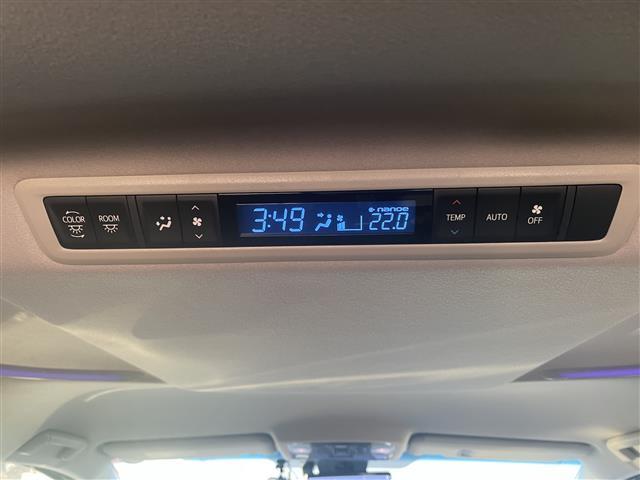 COLOR
ROOM
3:49
nanoe
22.0
TEMP
AUTO
OFF